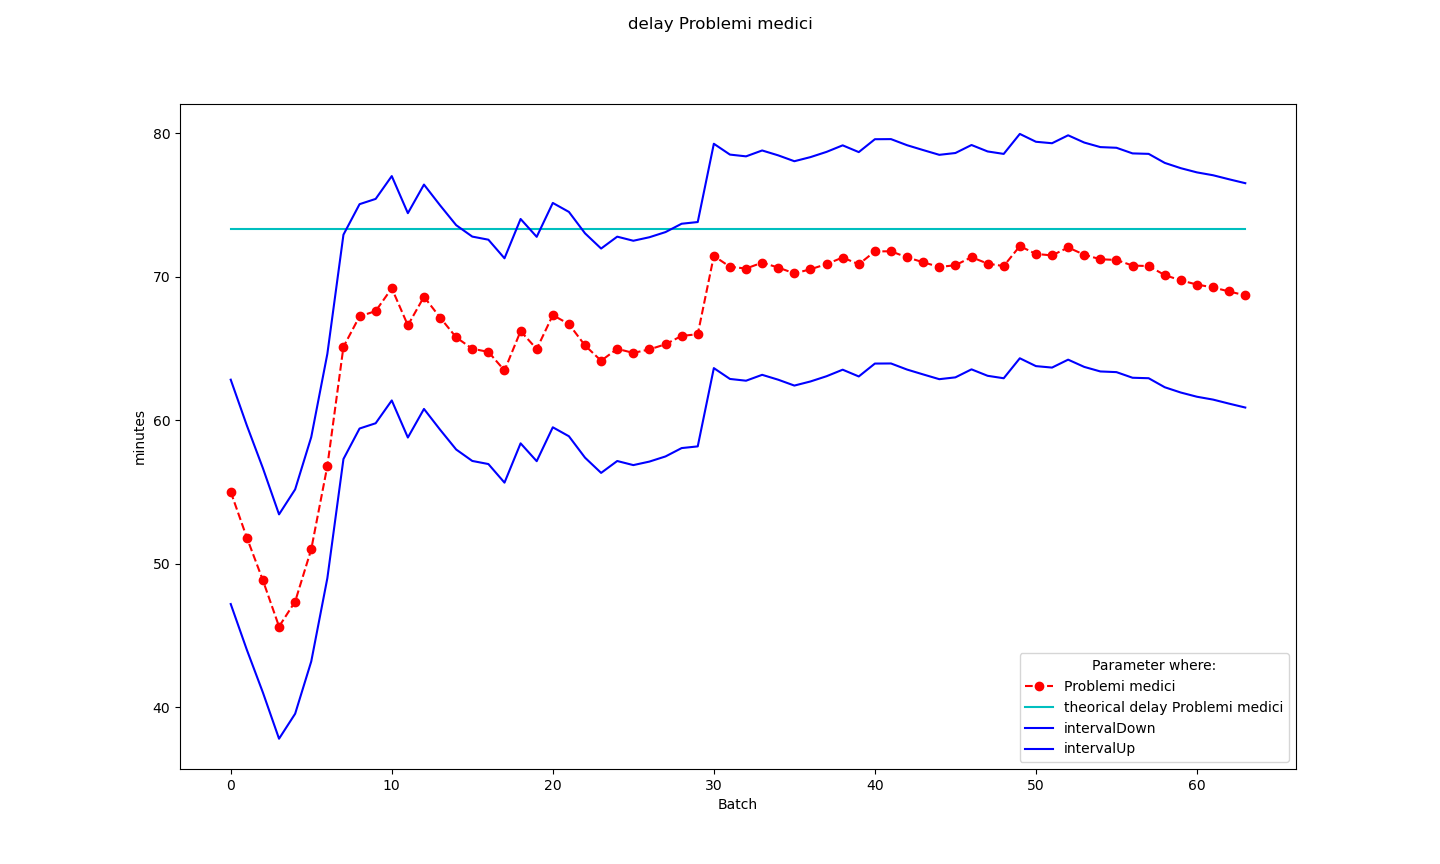 delay Problemi medici
80
70
60
50
40
minutes
0 10 20 30 40 50 60
Batch
Parameter where:
Problemi medici
theorical delay Problemi medici
intervalDown
intervalUp